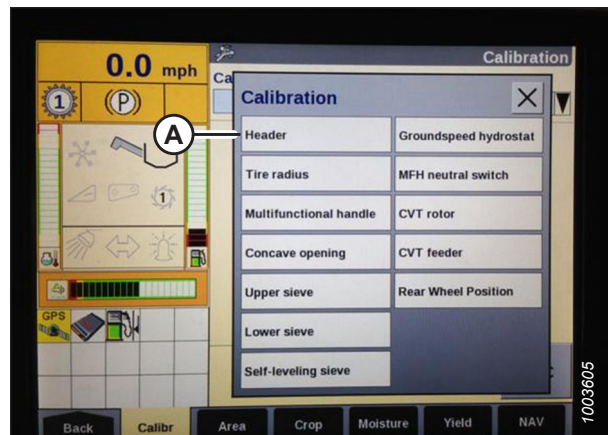 0.0 mph
Calibration
Ca
1
(P)
A
Calibration
Header
Groundspeed hydrostat
Tire radius
MFH neutral switch
1
Multifunctional handle
CVT rotor
Concave opening
CVT feeder
Upper sieve
Rear Wheel Position
GPS
Lower sieve
Self-leveling sieve
Back
Calibr
Area
Crop
Moisture
Yield
NAV
1003605